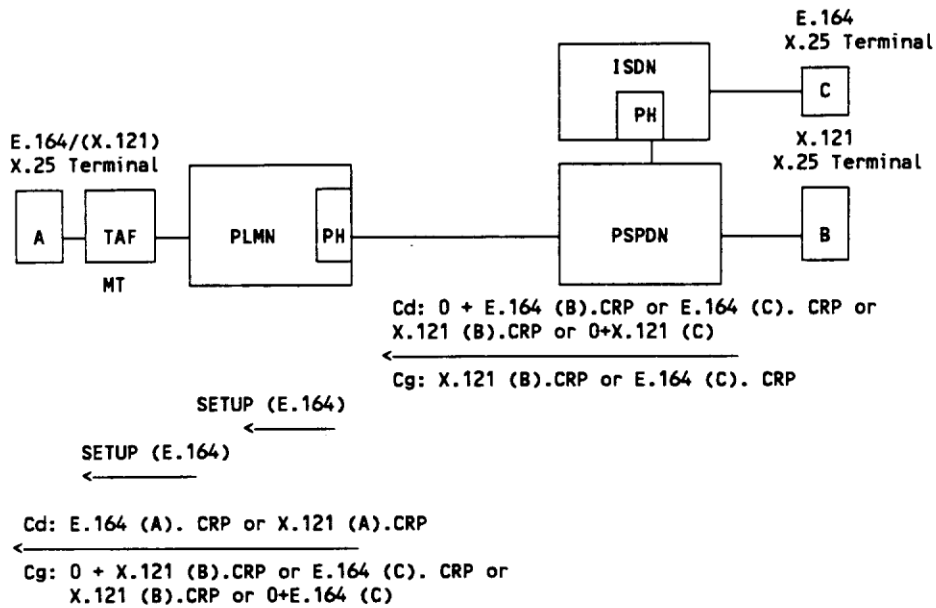 E.164
X.25 Terminal
ISDN
C
PH
E.164/(X.121)
X.25 Terminal
X.121
X.25 Terminal
A
TAF
PLMN
PH
PSPDN
B
MT
Cd: 0 + E.164 (B).CRP or E.164 (C). CRP or
X.121 (B).CRP or 0+X.121 (C)
Cg: X.121 (B).CRP or E.164 (C). CRP
SETUP (E.164)
SETUP (E.164)
Cd: E.164 (A). CRP or X.121 (A).CRP
Cg: 0 + X.121 (B).CRP or E.164 (C). CRP or
X.121 (B).CRP or 0+E.164 (C)